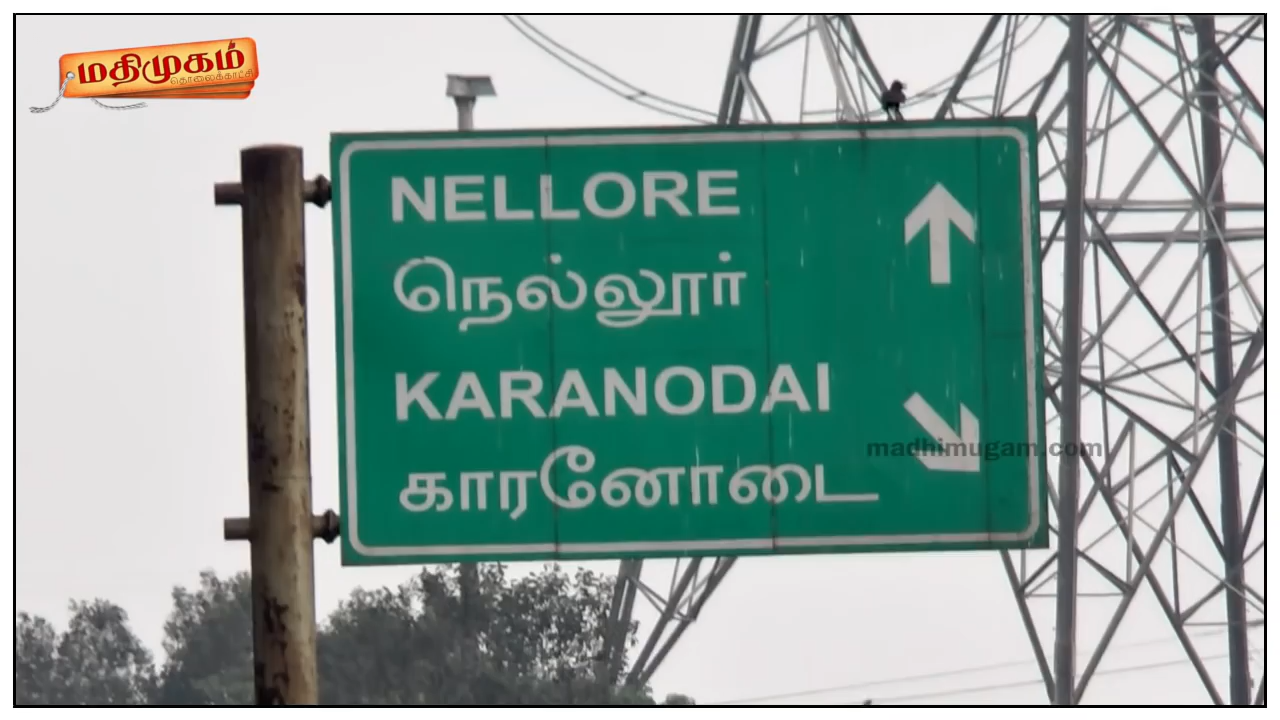 மதிமுகம்
தொலைக்காட்சி
NELLORE
நெல்லூர்
KARANODAI
காரனோடை
madhimugam.com